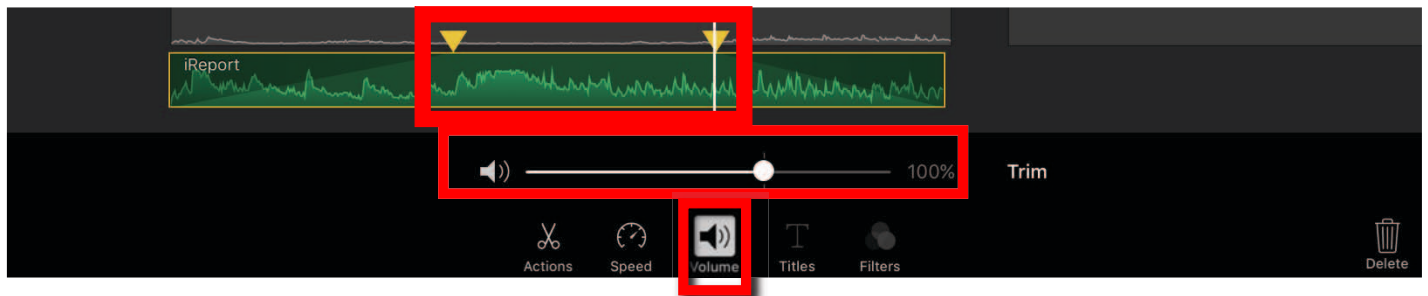 iReport
100%
Trim
Actions
Speed
Volume
Titles
Filters
Delete